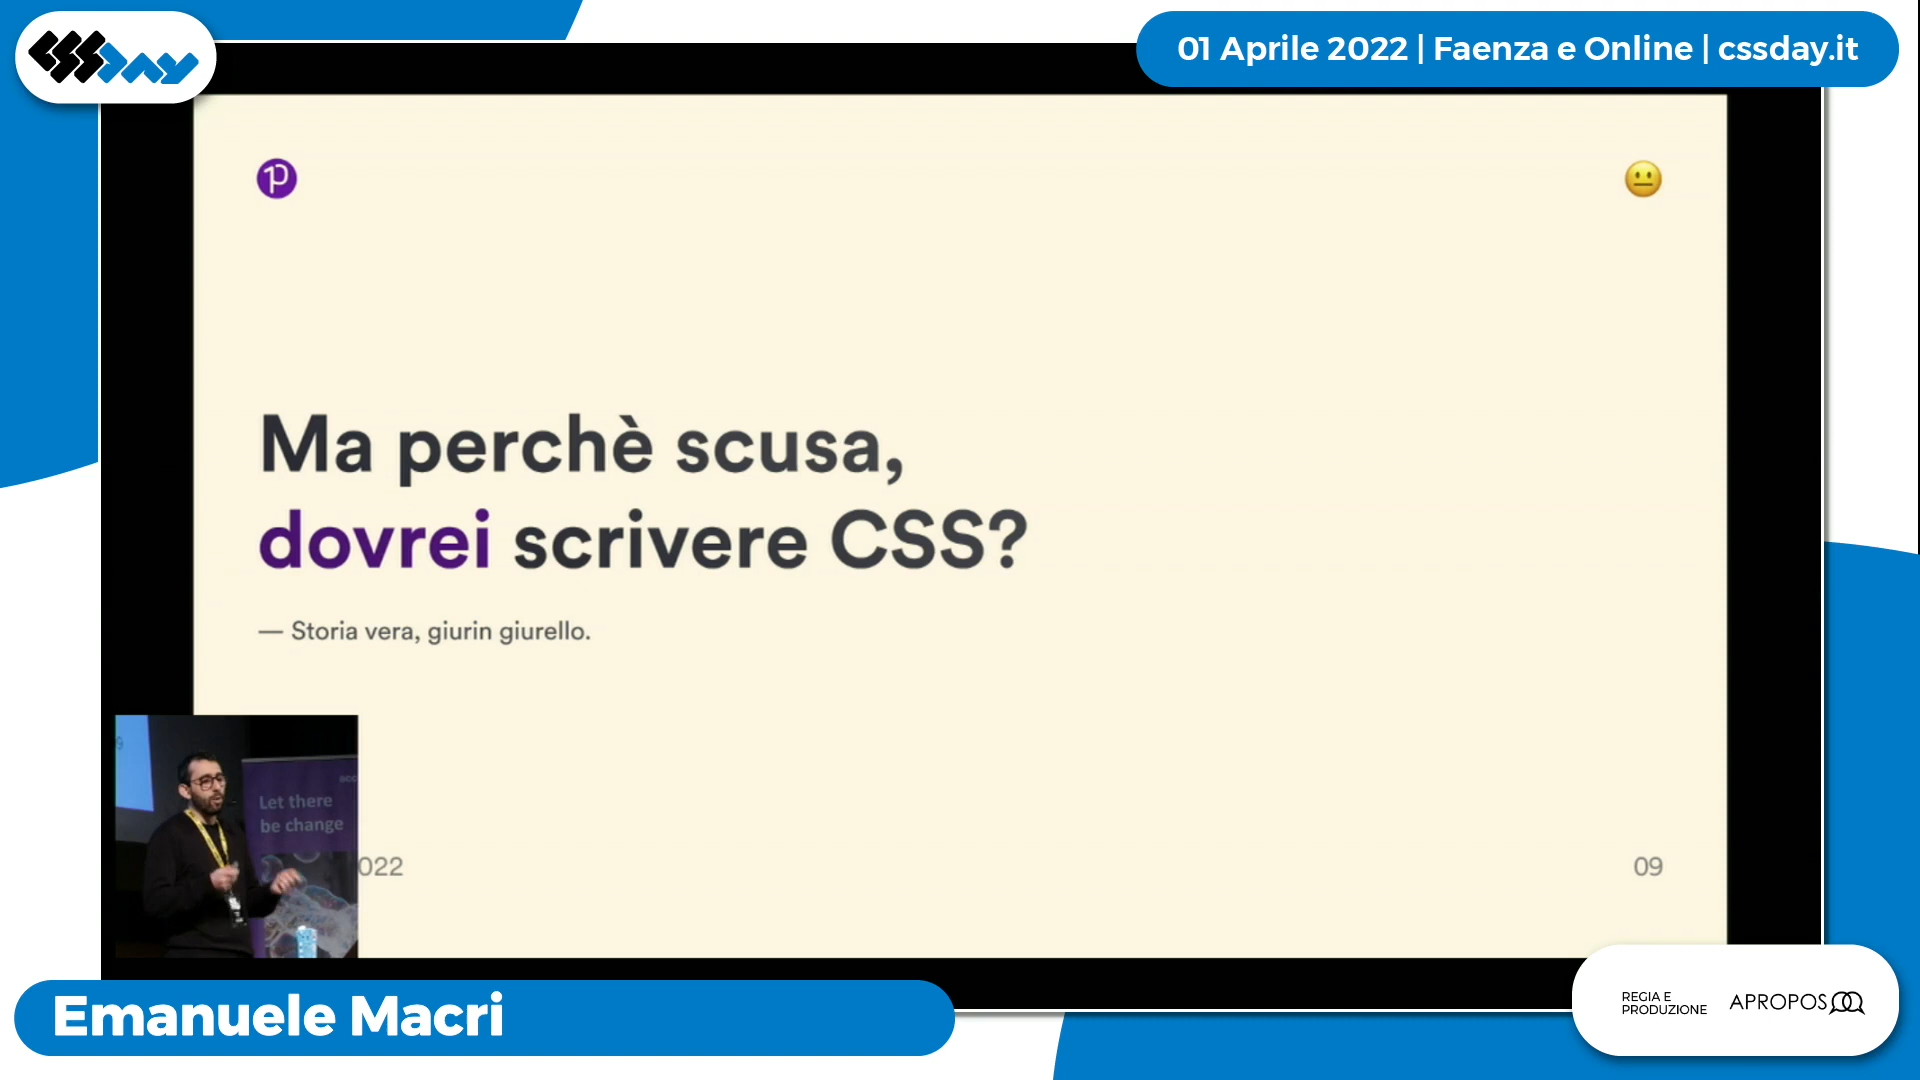 cssday
01 Aprile 2022 | Faenza e Online | cssday.it
Ma perchè scusa,
dovrei scrivere CSS?
— Storia vera, giurin giurello.
Let there
be change
022
09
Emanuele Macri
REGIA E
PRODUZIONE
APROPOS